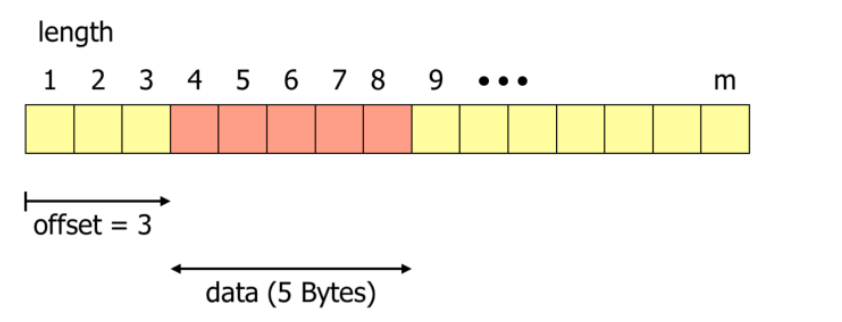 length
1 2 3 4 5 6 7 8 9 ••• m
offset = 3
data (5 Bytes)